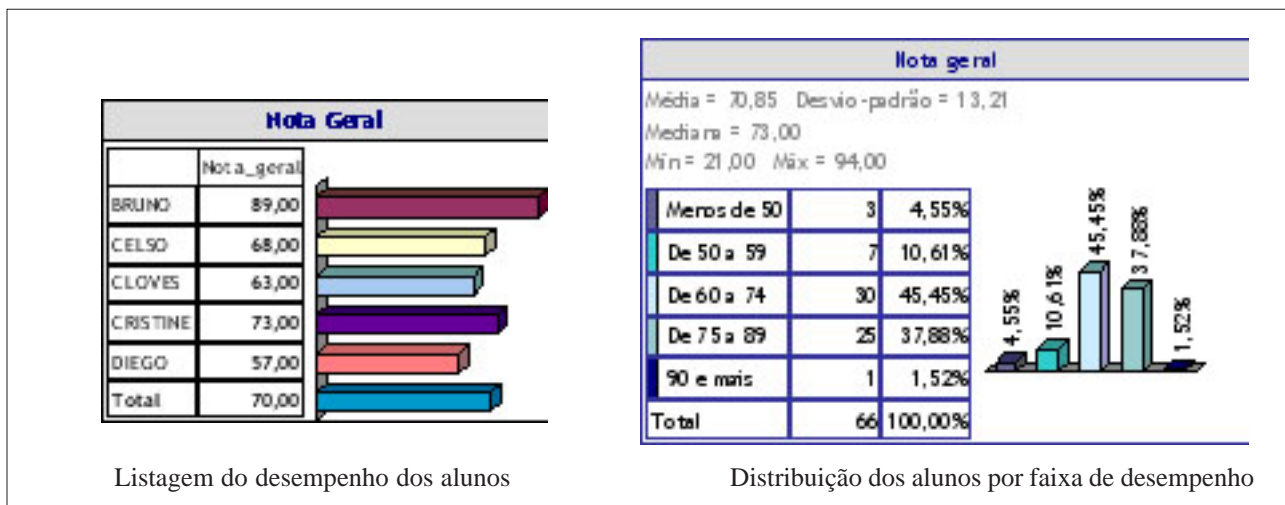 Nota Geral
Nota_geral
BRUNO 89,00
CELSO 68,00
CLOVES 63,00
CRISTINE 73,00
DIEGO 57,00
Total 70,00
Listagem do desempenho dos alunos
Nota geral
Média = 70,85 Desvio-padrão = 13,21
Mediana = 73,00
Mín = 21,00 Máx = 94,00
Menos de 50 3 4,55%
De 50 a 59 7 10,61%
De 60 a 74 30 45,45%
De 75 a 89 25 37,88%
90 e mais 1 1,52%
Total 66 100,00%
4,55%
10,61%
45,45%
37,88%
1,52%
Distribuição dos alunos por faixa de desempenho